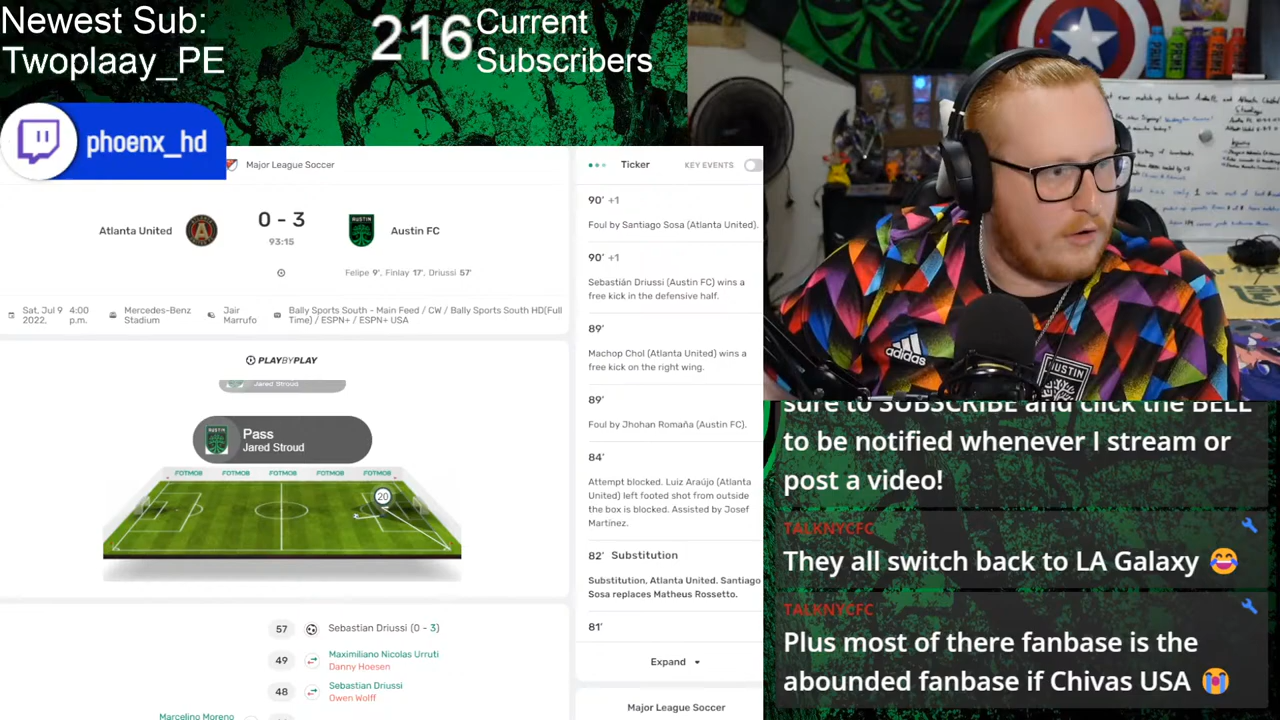 Newest Sub:
Twoplaay_PE
216
Current
Subscribers
phoenx_hd
Major League Soccer
Atlanta United
0 - 3
93:15
AUSTIN
Austin FC
Felipe 9', Finlay 17', Driussi 57'
Sat, Jul 9
2022,
4:00
p.m.
Mercedes-Benz
Stadium
Jair
Marrufo
Bally Sports South - Main Feed / CW / Bally Sports South HD(Full
Time) / ESPN+ / ESPN USA
PLAYBYPLAY
Jared Stroud
Pass
Jared Stroud
FOTMOB FOTMOB FOTMOB FOTMOB FOTMOB
20
57
Sebastian Driussi (0 - 3)
49
Maximiliano Nicolas Urruti
Danny Hoesen
48
Sebastian Driussi
Owen Wolff
Marcelino Moreno
Ticker
KEY EVENTS
90' +1
Foul by Santiago Sosa (Atlanta United).
90' +1
Sebastián Driussi (Austin FC) wins a
free kick in the defensive half.
89'
Machop Chol (Atlanta United) wins a
free kick on the right wing.
89'
Foul by Jhohan Romaña (Austin FC).
84'
Attempt blocked. Luiz Araújo (Atlanta
United) left footed shot from outside
the box is blocked. Assisted by Josef
Martínez.
82' Substitution
Substitution, Atlanta United. Santiago
Sosa replaces Matheus Rossetto.
81'
Expand
Major League Soccer
PRIME
adidas
AUSTIN
sure to SUBSCRIBE and click the BELL
to be notified whenever I stream or
post a video!
TALKNYCFC
They all switch back to LA Galaxy 😂
TALKNYCFC
Plus most of there fanbase is the
abounded fanbase if Chivas USA 😭